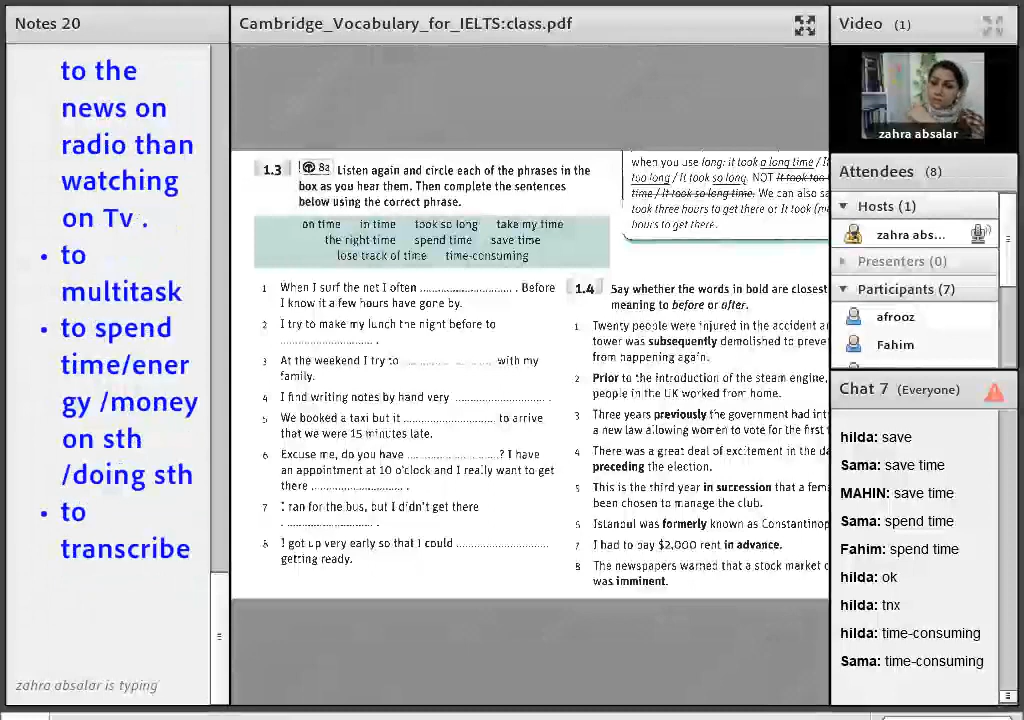 Notes 20
to the
news on
radio than
watching
on Tv .
• to
multitask
• to spend
time/ener
gy /money
on sth
/doing sth
• to
transcribe
zahra absalar is typing
Cambridge_Vocabulary_for_IELTS:class.pdf
1.3 8a Listen again and circle each of the phrases in the
box as you hear them. Then complete the sentences
below using the correct phrase.
on time in time took so long take my time
the right time spend time save time
lose track of time time-consuming
1 When I surf the net I often .............................. . Before
I know it a few hours have gone by.
2 I try to make my lunch the night before to
.............................. .
3 At the weekend I try to .............................. with my
family.
4 I find writing notes by hand very .............................. .
5 We booked a taxi but it .............................. to arrive
that we were 15 minutes late.
6 Excuse me, do you have .............................. ? I have
an appointment at 10 o'clock and I really want to get
there .............................. .
7 I ran for the bus, but I didn't get there
.............................. .
8 I got up very early so that I could ..............................
getting ready.
when you use long: it took a long time / It
too long / It took so long. NOT It took too
time / It took so long time. We can also sa
took three hours to get there or It took (m
hours to get there.
1.4 Say whether the words in bold are closest
meaning to before or after.
1 Twenty people were injured in the accident a
tower was subsequently demolished to preve
from happening again.
2 Prior to the introduction of the steam engine,
people in the UK worked from home.
3 Three years previously the government had int
a new law allowing women to vote for the first
4 There was a great deal of excitement in the da
preceding the election.
5 This is the third year in succession that a fem
been chosen to manage the club.
6 Istanbul was formerly known as Constantinop
7 I had to pay $2,000 rent in advance.
8 The newspapers warned that a stock market c
was imminent.
Video (1)
zahra absalar
Attendees (8)
Hosts (1)
zahra abs...
Presenters (0)
Participants (7)
afrooz
Fahim
Chat 7 (Everyone)
hilda: save
Sama: save time
MAHIN: save time
Sama: spend time
Fahim: spend time
hilda: ok
hilda: tnx
hilda: time-consuming
Sama: time-consuming